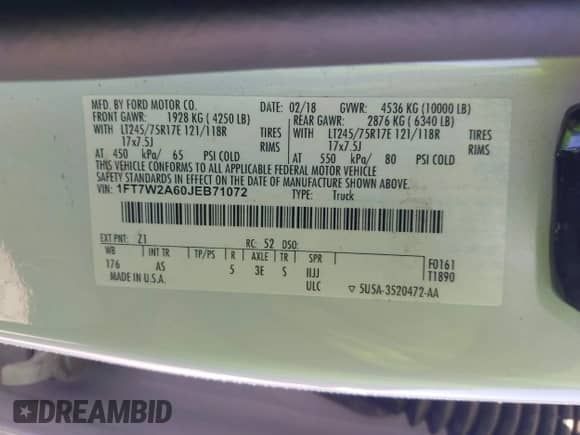 MFD. BY FORD MOTOR CO. DATE: 02/18 GVWR: 4536 KG (10000 LB)
FRONT GAWR: 1928 KG ( 4250 LB) REAR GAWR: 2876 KG ( 6340 LB)
WITH LT245/75R17E 121/118R TIRES WITH LT245/75R17E 121/118R TIRES
17x7.5J RIMS 17x7.5J RIMS
AT 450 kPa/ 65 PSI COLD AT 550 kPa/ 80 PSI COLD
THIS VEHICLE CONFORMS TO ALL APPLICABLE FEDERAL MOTOR VEHICLE
SAFETY STANDARDS IN EFFECT ON THE DATE OF MANUFACTURE SHOWN ABOVE.
VIN: 1FT7W2A60JEB71072 TYPE: Truck
EXT PNT: Z1 RC: 52 DSO: F0161
WB INT TR TP/PS R AXLE TR SPR T1890
176 AS 5 3E S IIJJ
MADE IN U.S.A. ULC ▽ 5U5A-3520472-AA
DREAMBID